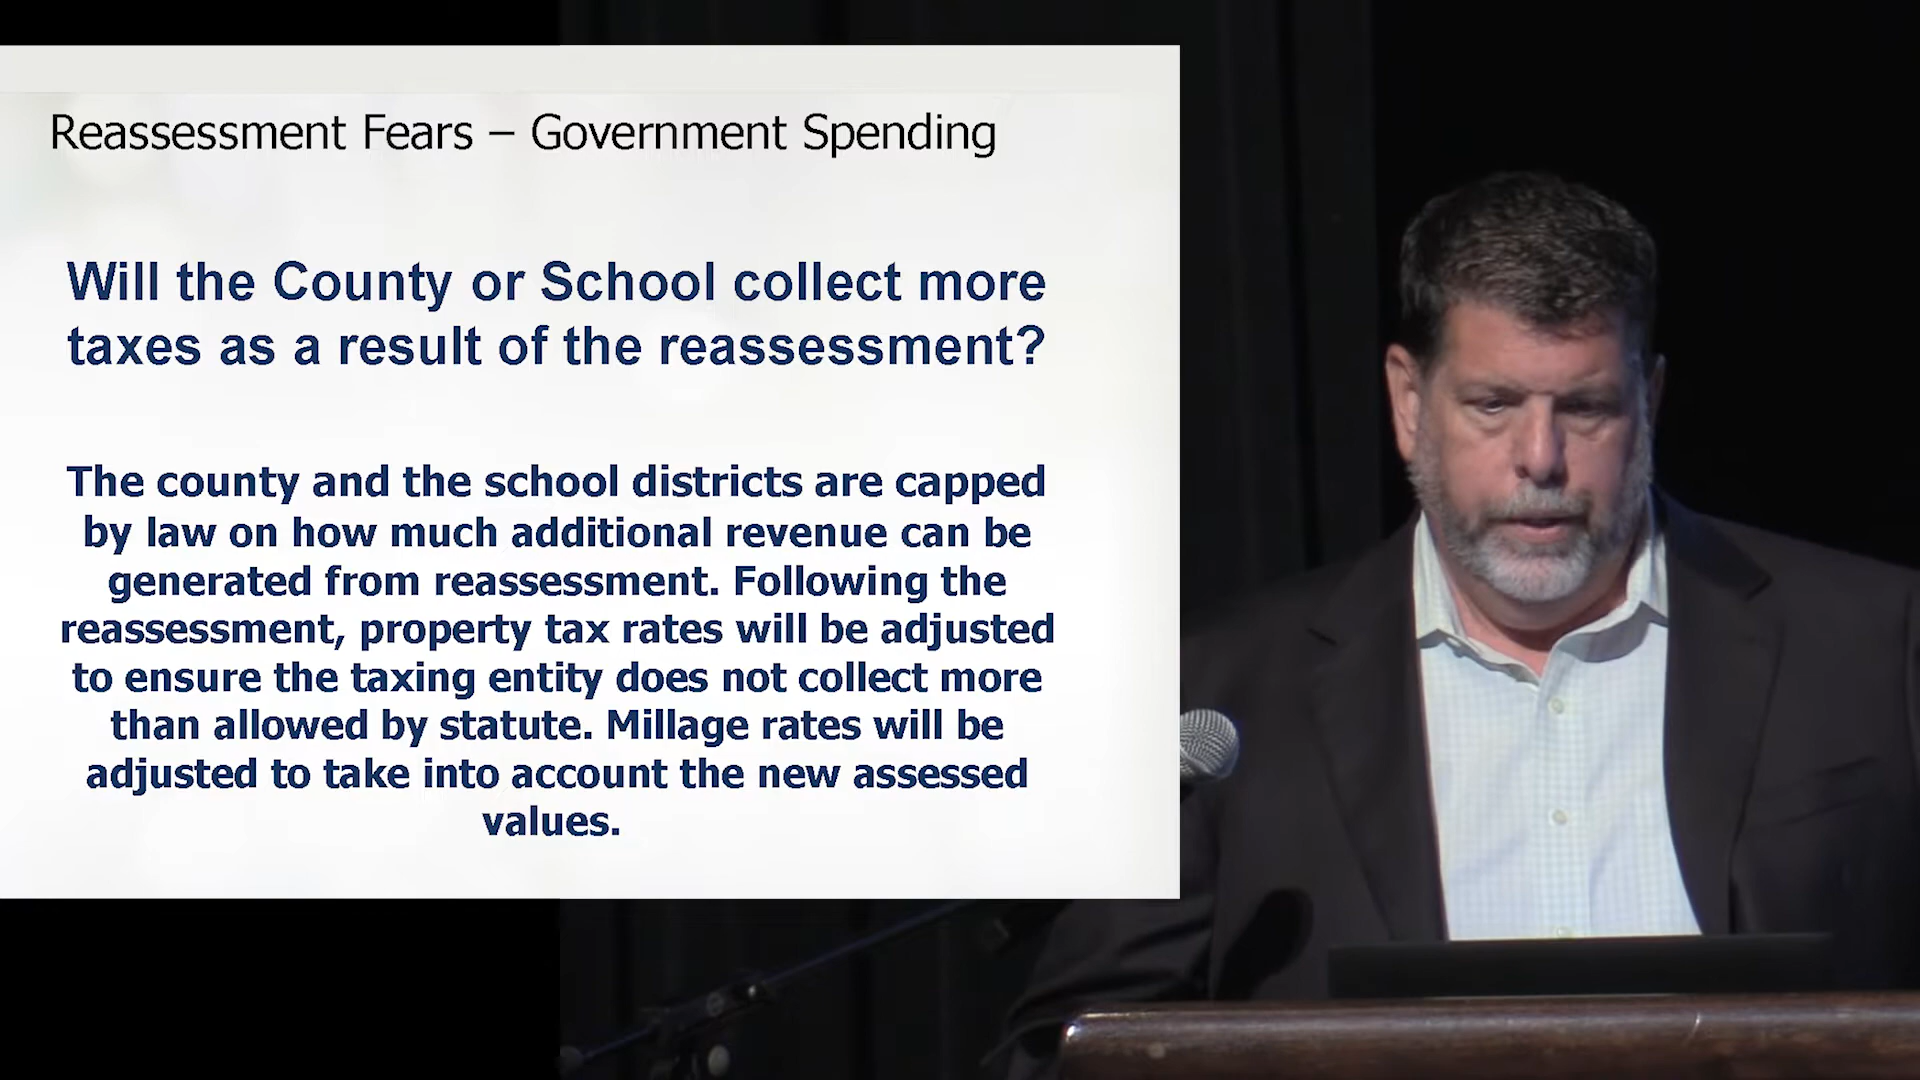 Reassessment Fears – Government Spending
Will the County or School collect more
taxes as a result of the reassessment?
The county and the school districts are capped
by law on how much additional revenue can be
generated from reassessment. Following the
reassessment, property tax rates will be adjusted
to ensure the taxing entity does not collect more
than allowed by statute. Millage rates will be
adjusted to take into account the new assessed
values.